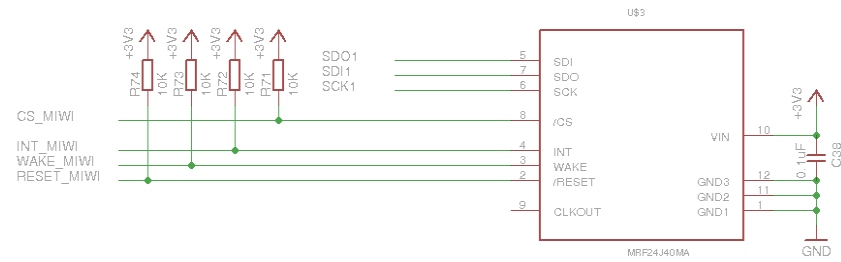 U$3
+3V3 +3V3 +3V3 +3V3
R74 10K R73 10K R72 10K R71 10K
SDO1 5 SDI
SDI1 7 SDO
SCK1 6 SCK
CS_MIWI 8 /CS
+3V3
VIN 10
INT_MIWI 4 INT
WAKE_MIWI 3 WAKE
RESET_MIWI 2 /RESET
0.1uF C38
GND3 12
GND2 11
9 CLKOUT
GND1 1
MRF24J40MA
GND